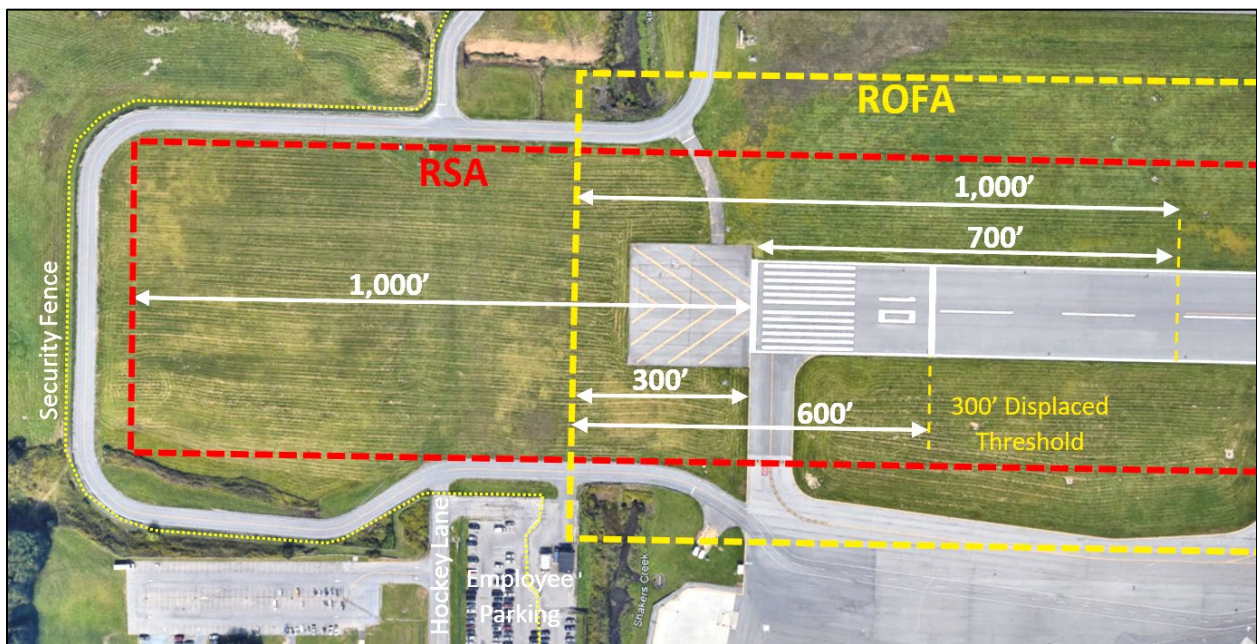 ROFA
RSA
1,000’
700’
1,000’
Security Fence
300’
600’
300’ Displaced
Threshold
Hockey Lane
Employee
Parking
Shakers Creek